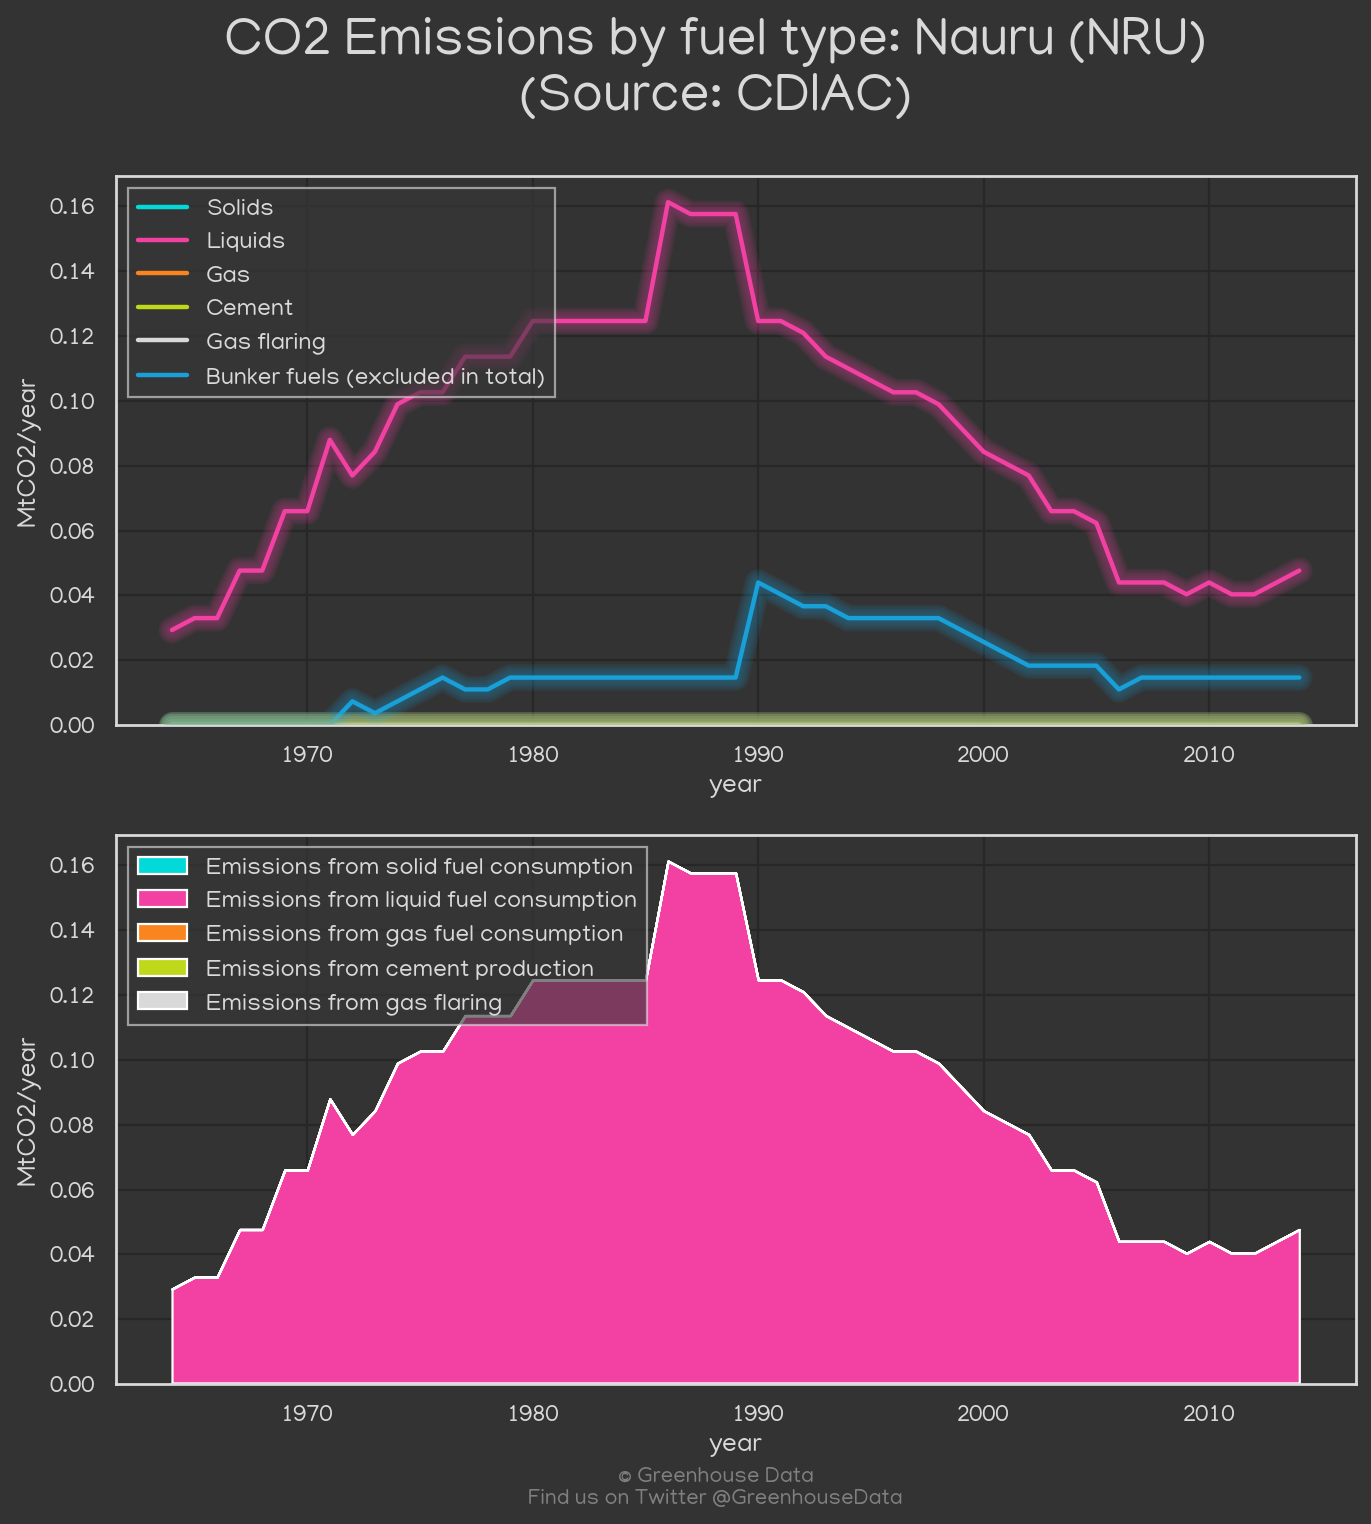 CO2 Emissions by fuel type: Nauru (NRU)
(Source: CDIAC)
Solids
Liquids
Gas
Cement
Gas flaring
Bunker fuels (excluded in total)
MtCO2/year
0.16
0.14
0.12
0.10
0.08
0.06
0.04
0.02
0.00
1970 1980 1990 2000 2010
year
Emissions from solid fuel consumption
Emissions from liquid fuel consumption
Emissions from gas fuel consumption
Emissions from cement production
Emissions from gas flaring
MtCO2/year
0.16
0.14
0.12
0.10
0.08
0.06
0.04
0.02
0.00
1970 1980 1990 2000 2010
year
© Greenhouse Data
Find us on Twitter @GreenhouseData